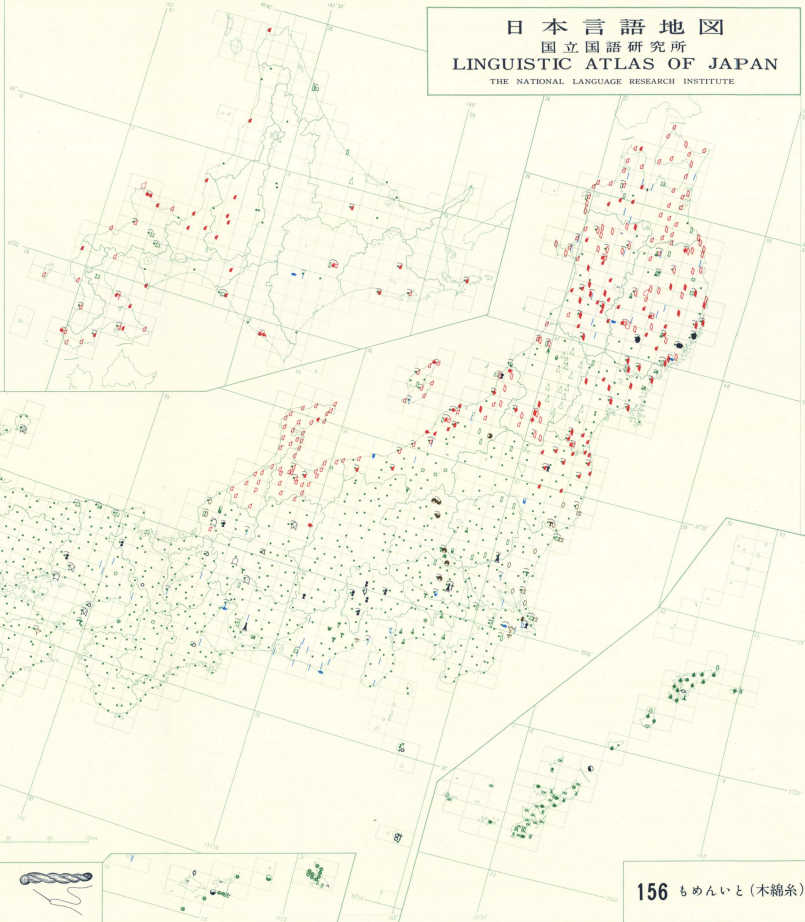 日本言語地図
国立国語研究所
LINGUISTIC ATLAS OF JAPAN
THE NATIONAL LANGUAGE RESEARCH INSTITUTE
156 もめんいと(木綿糸)